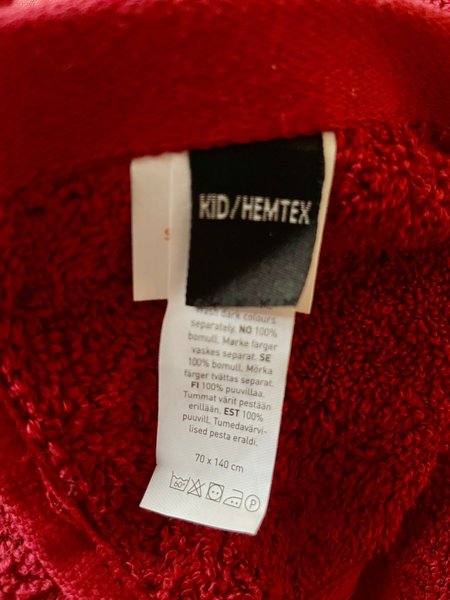 KID/HEMTEX
wash dark colours
separately. NO 100%
bomull. Mørke farger
vaskes separat. SE
100% bomull. Mörka
färger tvättas separat.
FI 100% puuvillaa.
Tummat värit pestään
erillään. EST 100%
puuvill. Tumedavärvi-
lised pesta eraldi.
70 x 140 cm
60°
P